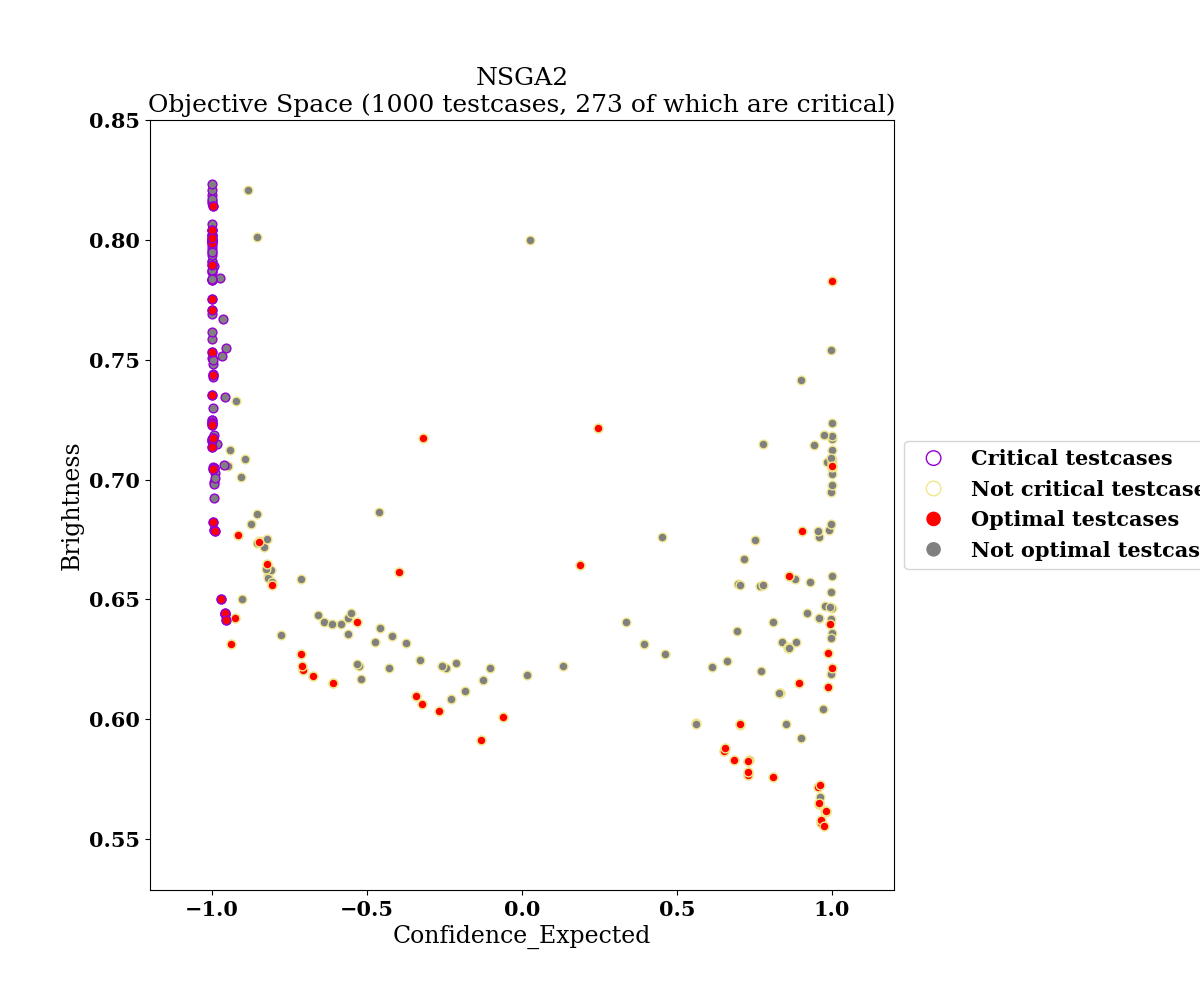 NSGA2
Objective Space (1000 testcases, 273 of which are critical)
0.85
0.80
0.75
0.70
0.65
0.60
0.55
Brightness
−1.0
−0.5
0.0
0.5
1.0
Confidence_Expected
Critical testcases
Not critical testcase
Optimal testcases
Not optimal testcas